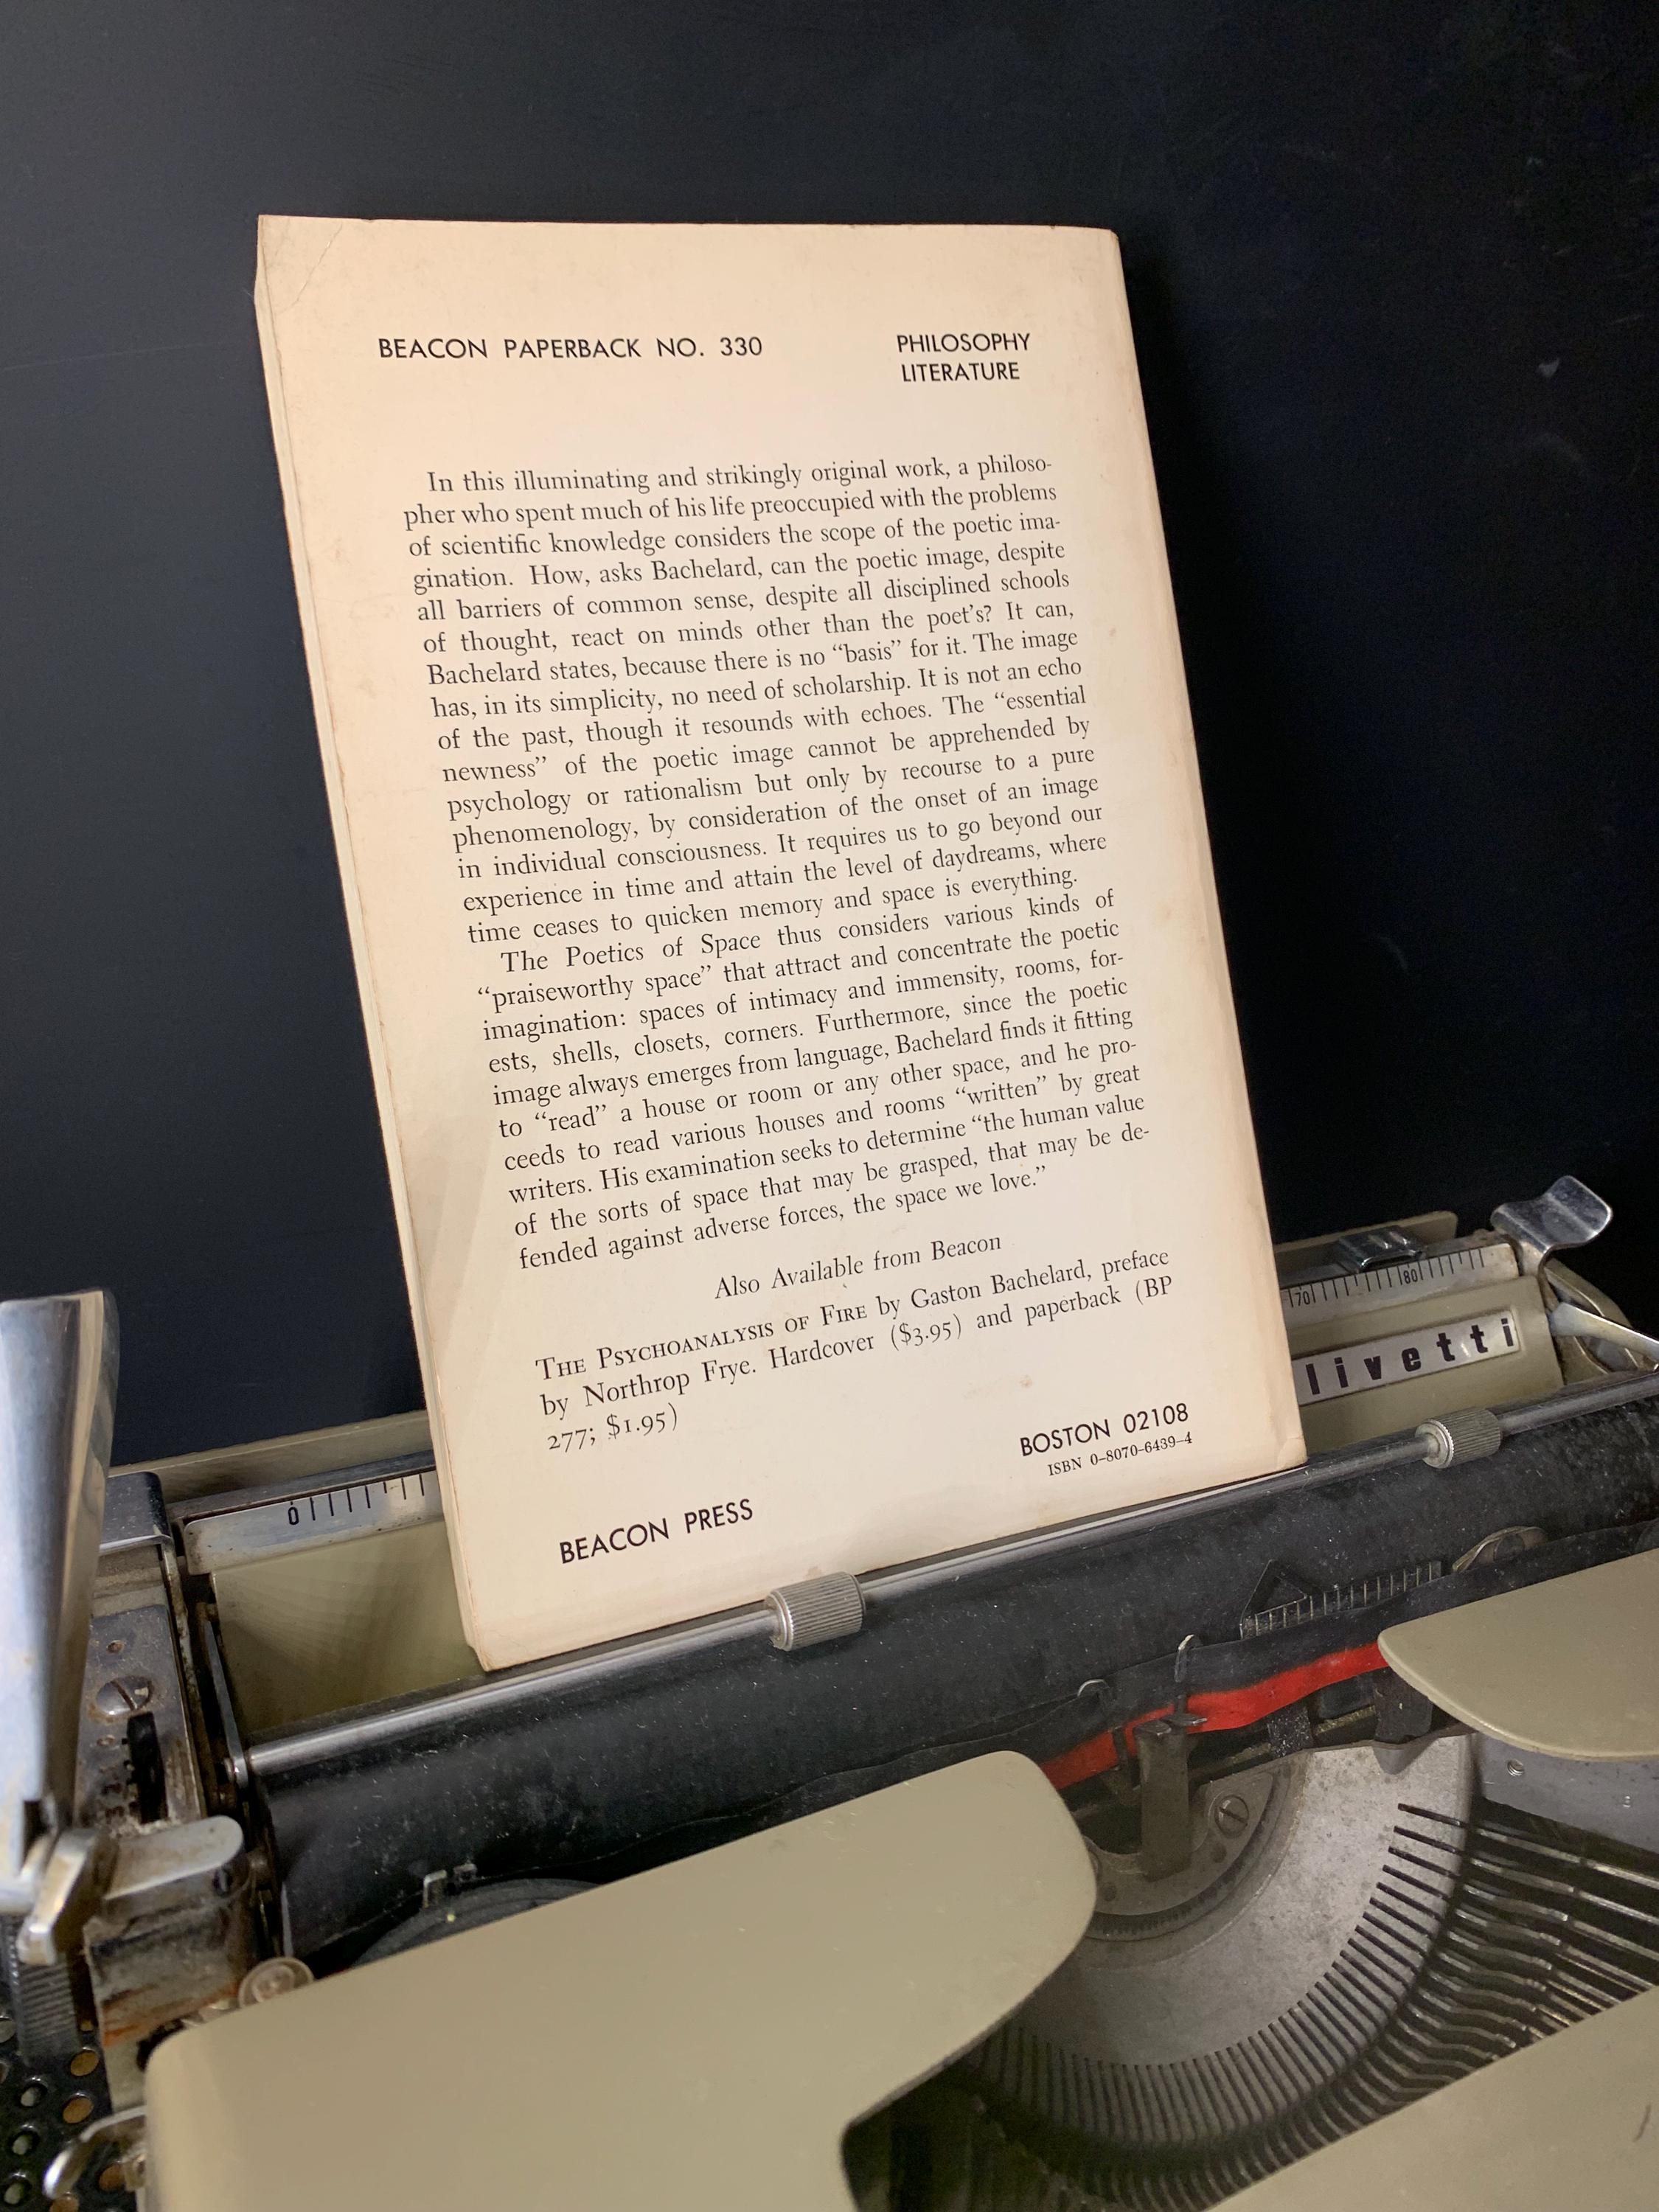 BEACON PAPERBACK NO. 330
PHILOSOPHY
LITERATURE
In this illuminating and strikingly original work, a philoso-
pher who spent much of his life preoccupied with the problems
of scientific knowledge considers the scope of the poetic ima-
gination. How, asks Bachelard, can the poetic image, despite
all barriers of common sense, despite all disciplined schools
of thought, react on minds other than the poet's? It can,
Bachelard states, because there is no “basis” for it. The image
has, in its simplicity, no need of scholarship. It is not an echo
of the past, though it resounds with echoes. The “essential
newness” of the poetic image cannot be apprehended by
psychology or rationalism but only by recourse to a pure
phenomenology, by consideration of the onset of an image
in individual consciousness. It requires us to go beyond our
experience in time and attain the level of daydreams, where
time ceases to quicken memory and space is everything.
The Poetics of Space thus considers various kinds of
“praiseworthy space” that attract and concentrate the poetic
imagination: spaces of intimacy and immensity, rooms, for-
ests, shells, closets, corners. Furthermore, since the poetic
image always emerges from language, Bachelard finds it fitting
to “read” a house or room or any other space, and he pro-
ceeds to read various houses and rooms “written” by great
writers. His examination seeks to determine “the human value
of the sorts of space that may be grasped, that may be de-
fended against adverse forces, the space we love.”
Also Available from Beacon
THE PSYCHOANALYSIS OF FIRE by Gaston Bachelard, preface
by Northrop Frye. Hardcover ($3.95) and paperback (BP
277; $1.95)
BOSTON 02108
ISBN 0-8070-6439-4
BEACON PRESS
70 80
livetti
0